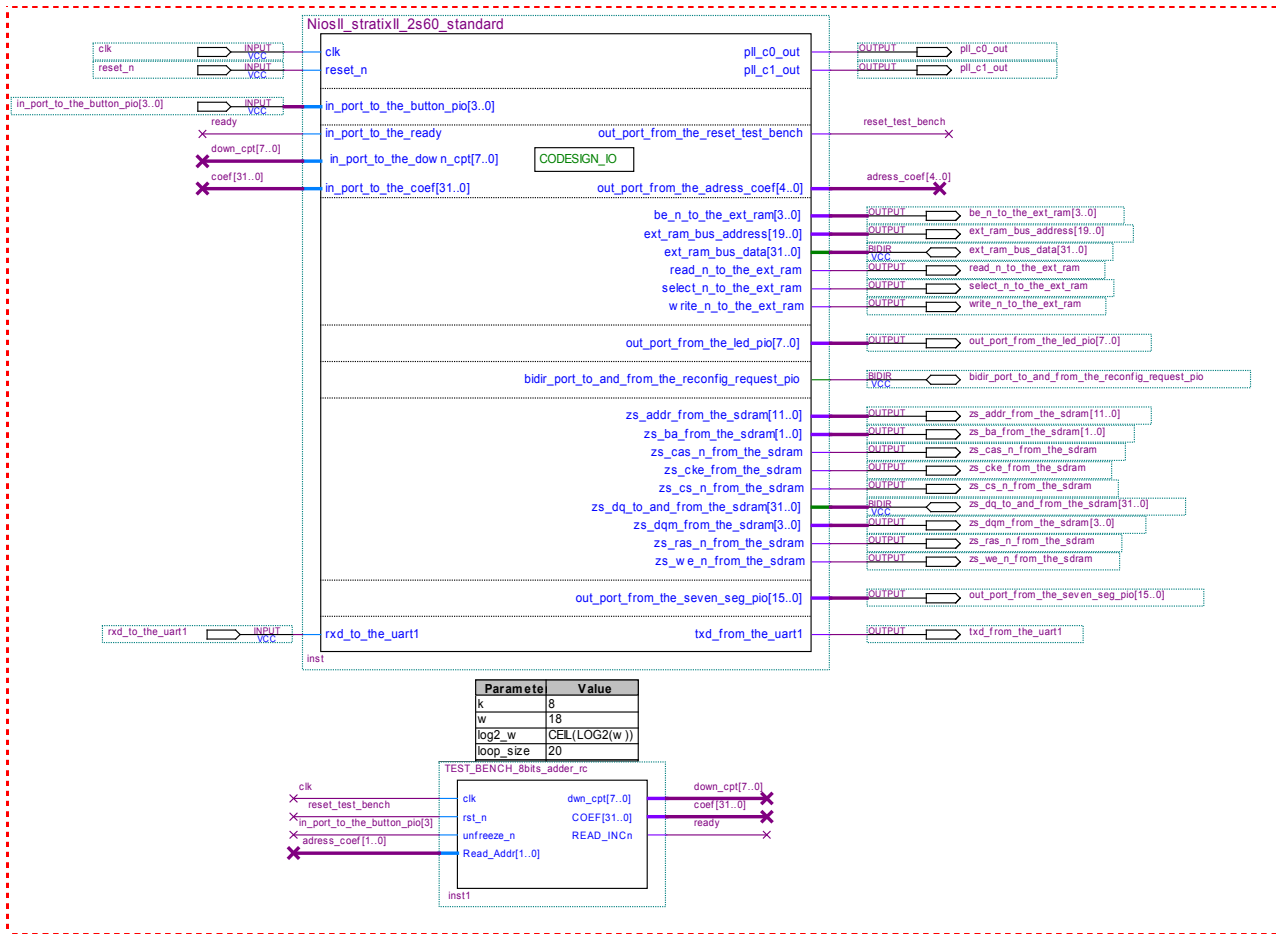 NiosII_stratixII_2s60_standard
clk INPUT VCC clk pll_c0_out OUTPUT pll_c0_out
reset_n INPUT VCC reset_n pll_c1_out OUTPUT pll_c1_out
in_port_to_the_button_pio[3..0] INPUT VCC in_port_to_the_button_pio[3..0]
ready in_port_to_the_ready out_port_from_the_reset_test_bench reset_test_bench
down_cpt[7..0] in_port_to_the_dow n_cpt[7..0] CODESIGN_IO
coef[31..0] in_port_to_the_coef[31..0] out_port_from_the_adress_coef[4..0] adress_coef[4..0]
be_n_to_the_ext_ram[3..0] OUTPUT be_n_to_the_ext_ram[3..0]
ext_ram_bus_address[19..0] OUTPUT ext_ram_bus_address[19..0]
ext_ram_bus_data[31..0] BIDIR VCC ext_ram_bus_data[31..0]
read_n_to_the_ext_ram OUTPUT read_n_to_the_ext_ram
select_n_to_the_ext_ram OUTPUT select_n_to_the_ext_ram
w rite_n_to_the_ext_ram OUTPUT write_n_to_the_ext_ram
out_port_from_the_led_pio[7..0] OUTPUT out_port_from_the_led_pio[7..0]
bidir_port_to_and_from_the_reconfig_request_pio BIDIR VCC bidir_port_to_and_from_the_reconfig_request_pio
zs_addr_from_the_sdram[11..0] OUTPUT zs_addr_from_the_sdram[11..0]
zs_ba_from_the_sdram[1..0] OUTPUT zs_ba_from_the_sdram[1..0]
zs_cas_n_from_the_sdram OUTPUT zs_cas_n_from_the_sdram
zs_cke_from_the_sdram OUTPUT zs_cke_from_the_sdram
zs_cs_n_from_the_sdram OUTPUT zs_cs_n_from_the_sdram
zs_dq_to_and_from_the_sdram[31..0] BIDIR VCC zs_dq_to_and_from_the_sdram[31..0]
zs_dqm_from_the_sdram[3..0] OUTPUT zs_dqm_from_the_sdram[3..0]
zs_ras_n_from_the_sdram OUTPUT zs_ras_n_from_the_sdram
zs_w e_n_from_the_sdram OUTPUT zs_we_n_from_the_sdram
out_port_from_the_seven_seg_pio[15..0] OUTPUT out_port_from_the_seven_seg_pio[15..0]
rxd_to_the_uart1 INPUT VCC rxd_to_the_uart1 txd_from_the_uart1 OUTPUT txd_from_the_uart1
inst
Paramete Value
k 8
w 18
log2_w CEIL(LOG2(w ))
loop_size 20
TEST_BENCH_8bits_adder_rc
clk clk dwn_cpt[7..0] down_cpt[7..0]
reset_test_bench rst_n COEF[31..0] coef[31..0]
in_port_to_the_button_pio[3] unfreeze_n READ_INCn ready
adress_coef[1..0] Read_Addr[1..0]
inst1